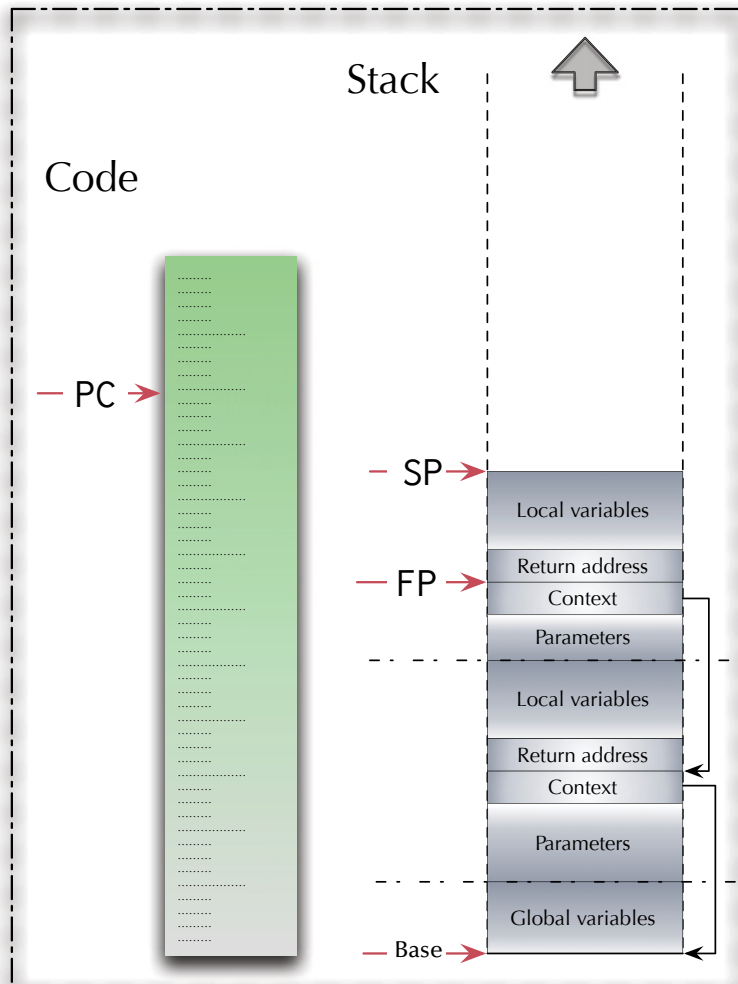 Stack
Code
PC
SP
Local variables
Return address
FP
Context
Parameters
Local variables
Return address
Context
Parameters
Global variables
Base